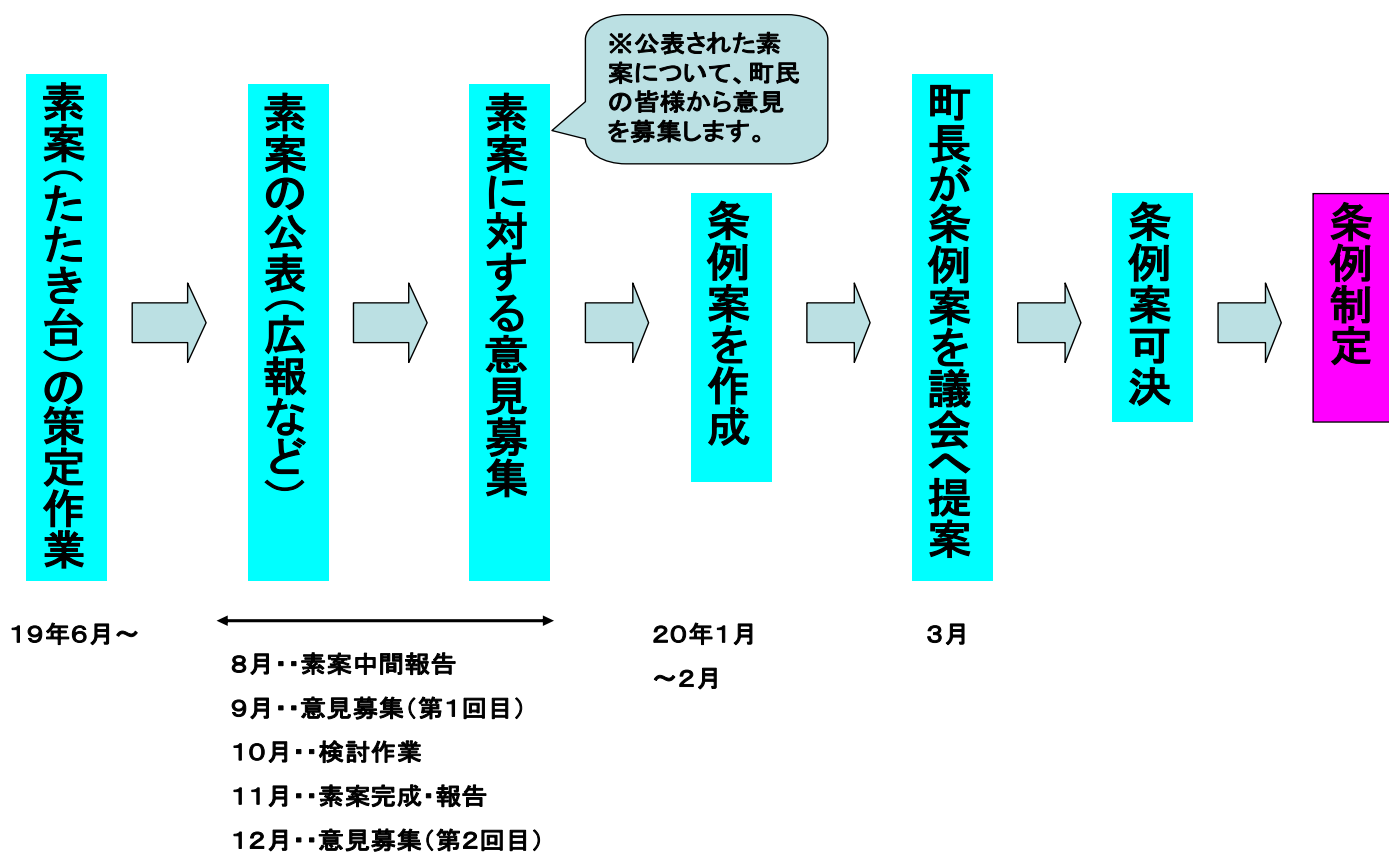 ※公表された素
案について、町民
の皆様から意見
を募集します。
素案（たたき台）の策定作業
素案の公表（広報など）
素案に対する意見募集
条例案を作成
町長が条例案を議会へ提案
条例案可決
条例制定
19年6月～
8月・・素案中間報告
9月・・意見募集（第1回目）
10月・・検討作業
11月・・素案完成・報告
12月・・意見募集（第2回目）
20年1月
～2月
3月